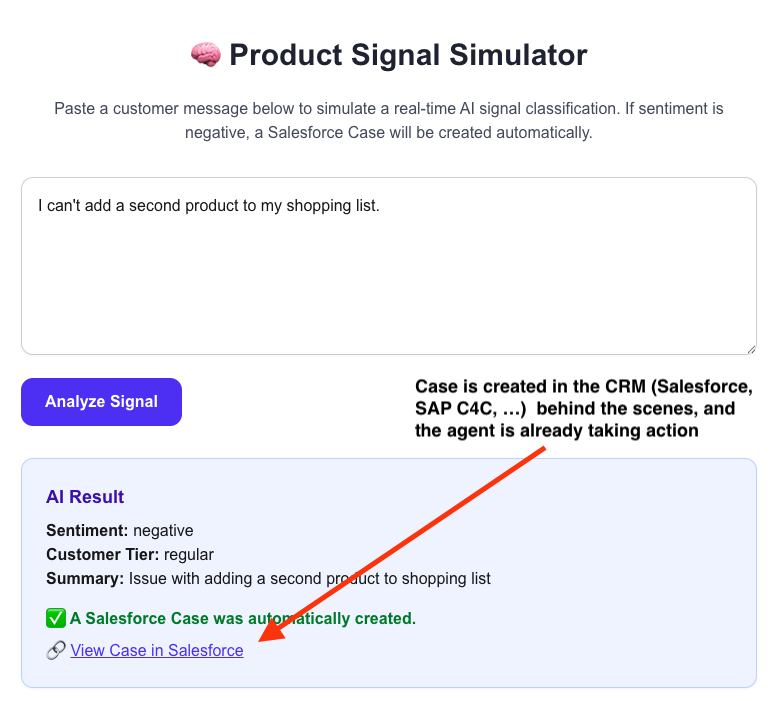 🧠 Product Signal Simulator
Paste a customer message below to simulate a real-time AI signal classification. If sentiment is
negative, a Salesforce Case will be created automatically.
I can't add a second product to my shopping list.
Analyze Signal
Case is created in the CRM (Salesforce,
SAP C4C, ...)  behind the scenes, and
the agent is already taking action
AI Result
Sentiment: negative
Customer Tier: regular
Summary: Issue with adding a second product to shopping list
✅ A Salesforce Case was automatically created.
🔗 View Case in Salesforce